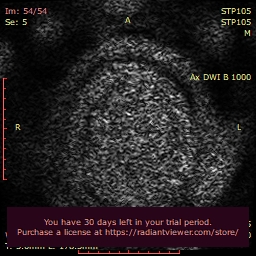 Im: 54/54
Se: 5
STP105
STP105
M
A
Ax DWI B 1000
R
L
You have 30 days left in your trial period.
Purchase a license at https://radiantviewer.com/store/